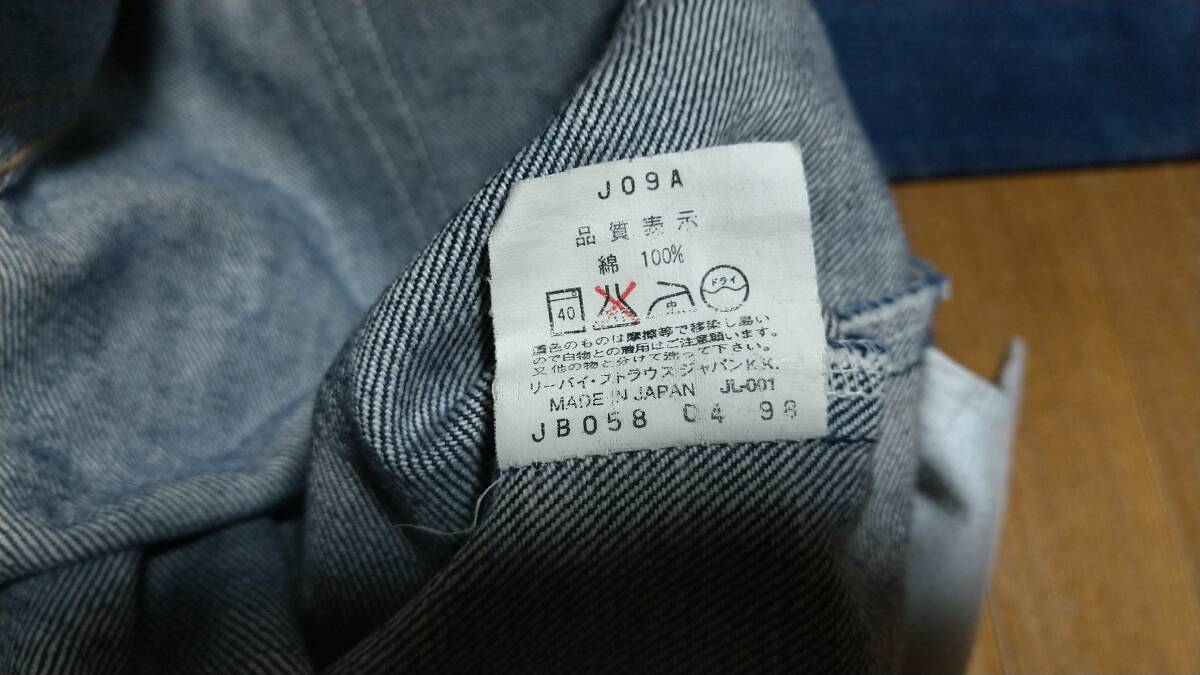 J09A
品質表示
綿 100%
40 中 ドライ
濃色のものは摩擦等で移染し易い
ので白物との着用はご注意願います。
又他の物と分けて洗って下さい。
リーバイ・ストラウス ジャパンK.K.
MADE IN JAPAN JL-001
JB058 04 98